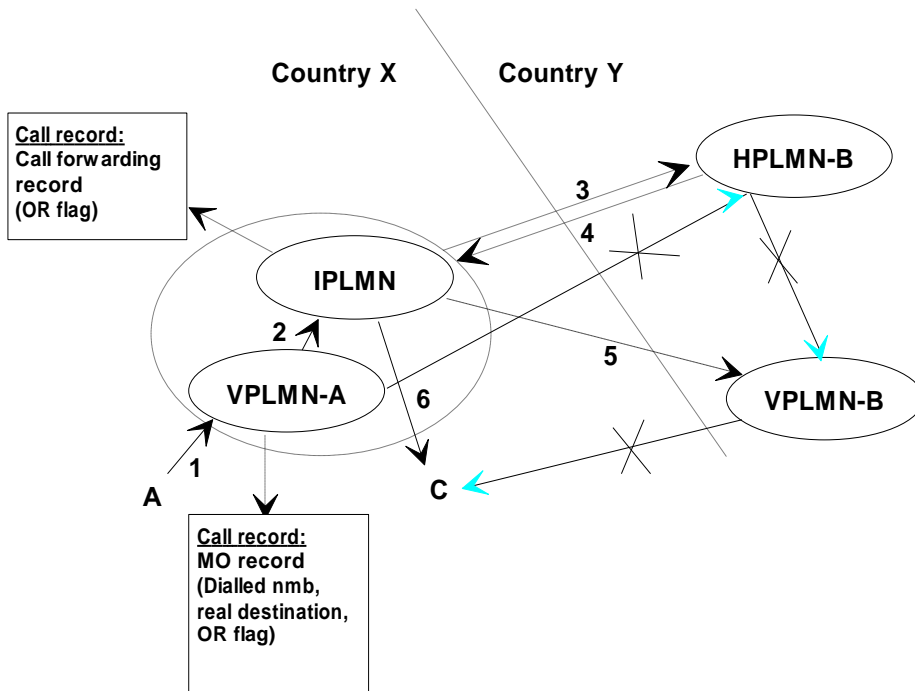 Country X
Country Y
Call record:
Call forwarding
record
(OR flag)
HPLMN-B
3
4
IPLMN
2
5
VPLMN-A
6
VPLMN-B
1
A
C
Call record:
MO record
(Dialled nmb,
real destination,
OR flag)